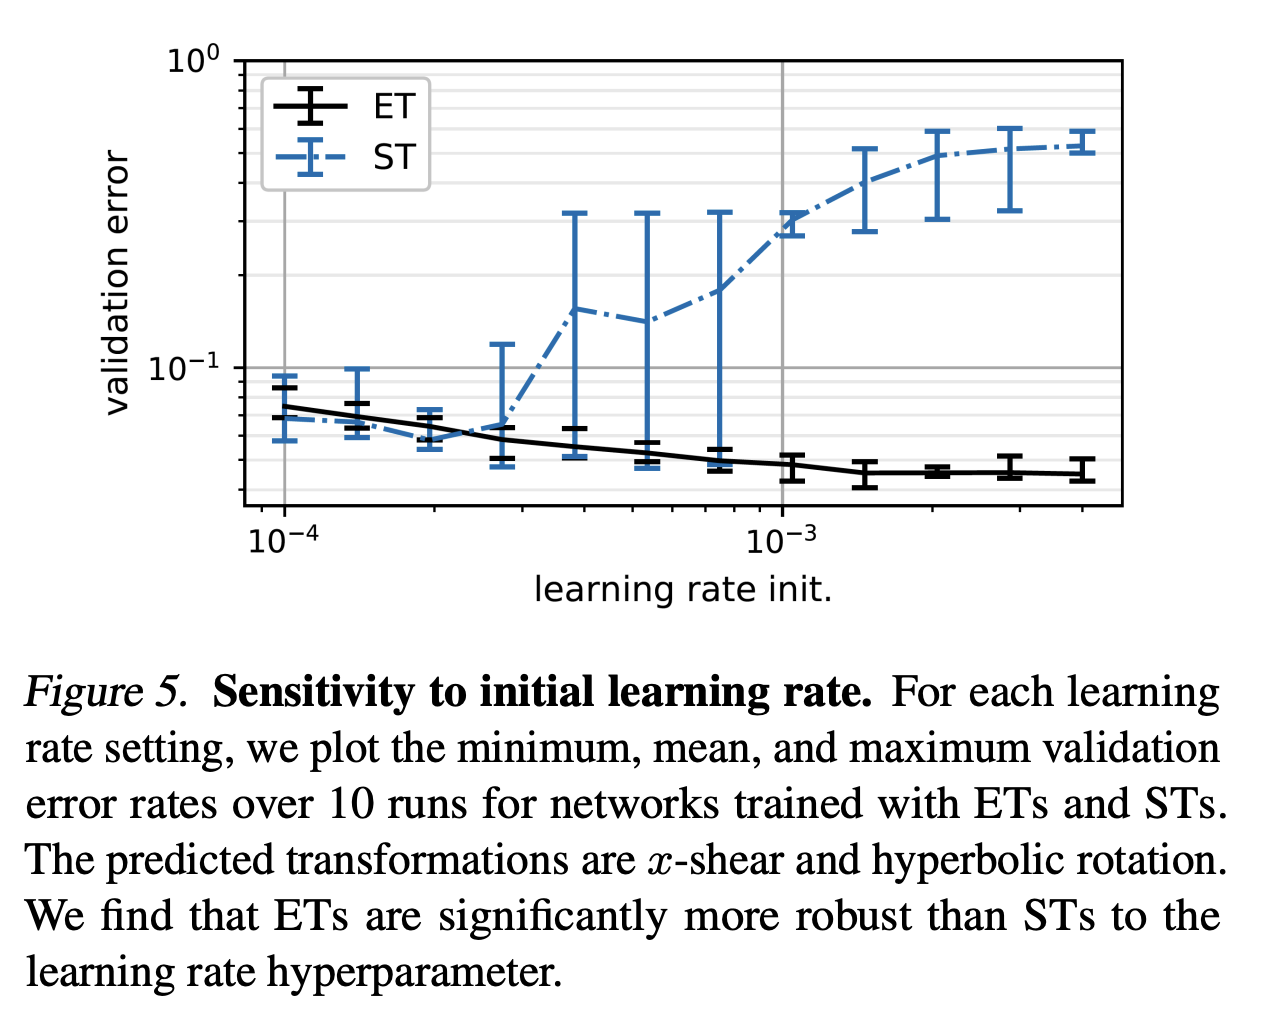 10⁰
ET
ST
validation error
10⁻¹
10⁻⁴
10⁻³
learning rate init.
Figure 5. Sensitivity to initial learning rate. For each learning
rate setting, we plot the minimum, mean, and maximum validation
error rates over 10 runs for networks trained with ETs and STs.
The predicted transformations are x-shear and hyperbolic rotation.
We find that ETs are significantly more robust than STs to the
learning rate hyperparameter.